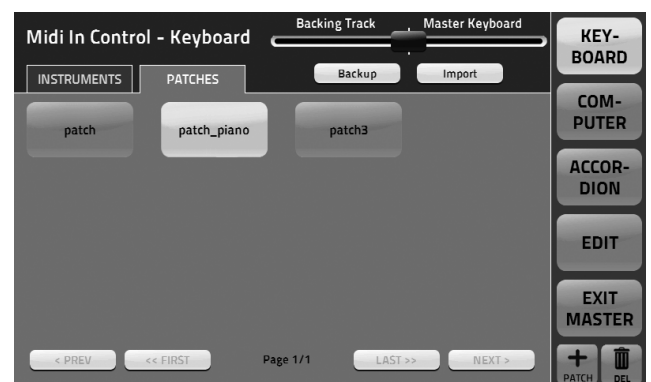 Midi In Control - Keyboard
Backing Track
Master Keyboard
INSTRUMENTS
PATCHES
Backup
Import
patch
patch_piano
patch3
< PREV
<< FIRST
Page 1/1
LAST >>
NEXT >
KEY-
BOARD
COM-
PUTER
ACCOR-
DION
EDIT
EXIT
MASTER
+
PATCH
DEL